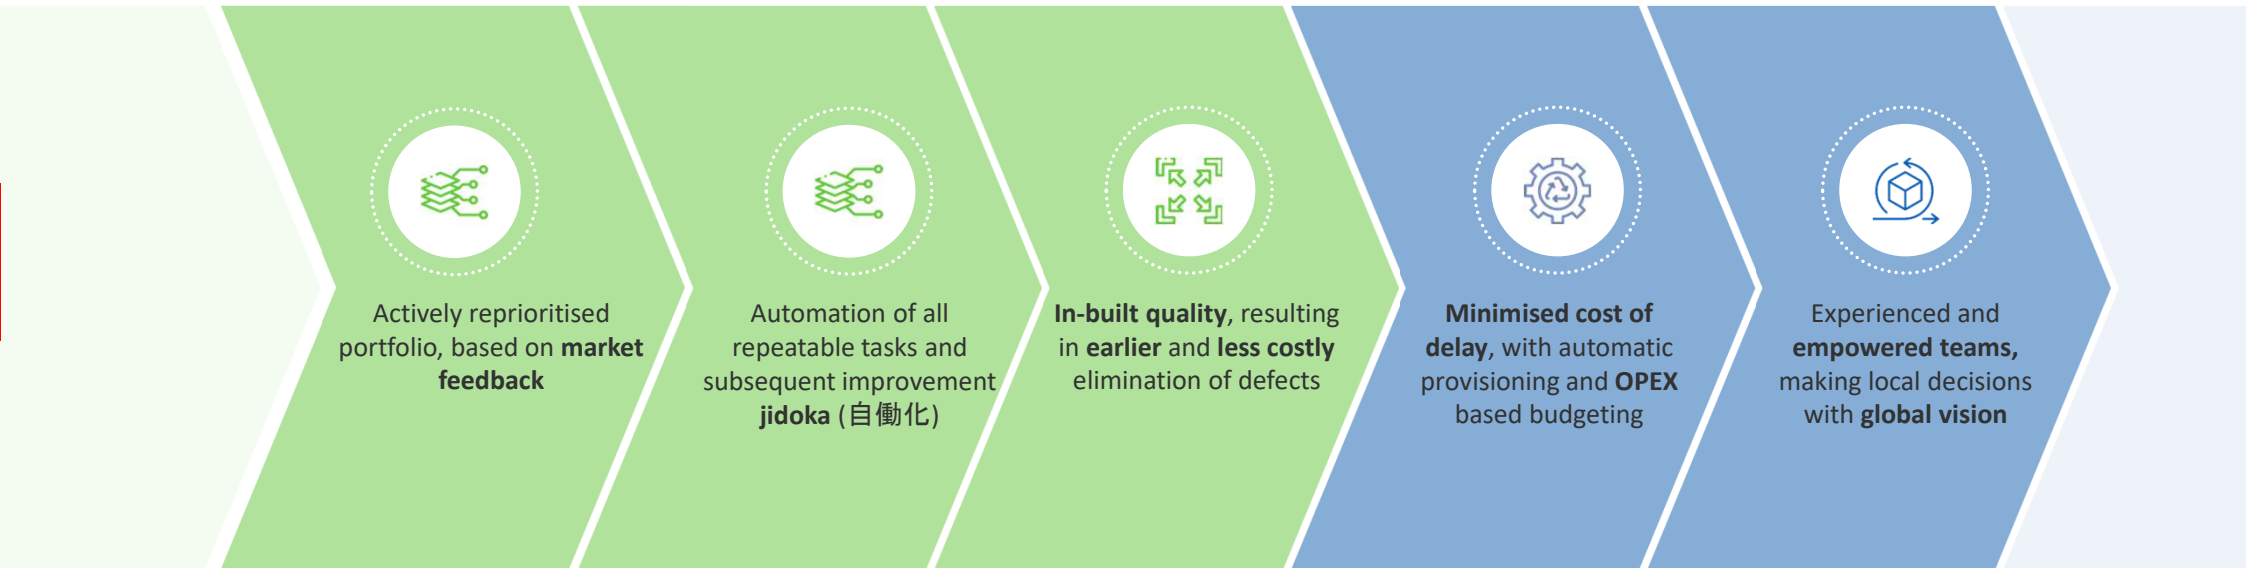 Actively reprioritised
portfolio, based on market
feedback
Automation of all
repeatable tasks and
subsequent improvement
jidoka (自働化)
In-built quality, resulting
in earlier and less costly
elimination of defects
Minimised cost of
delay, with automatic
provisioning and OPEX
based budgeting
Experienced and
empowered teams,
making local decisions
with global vision